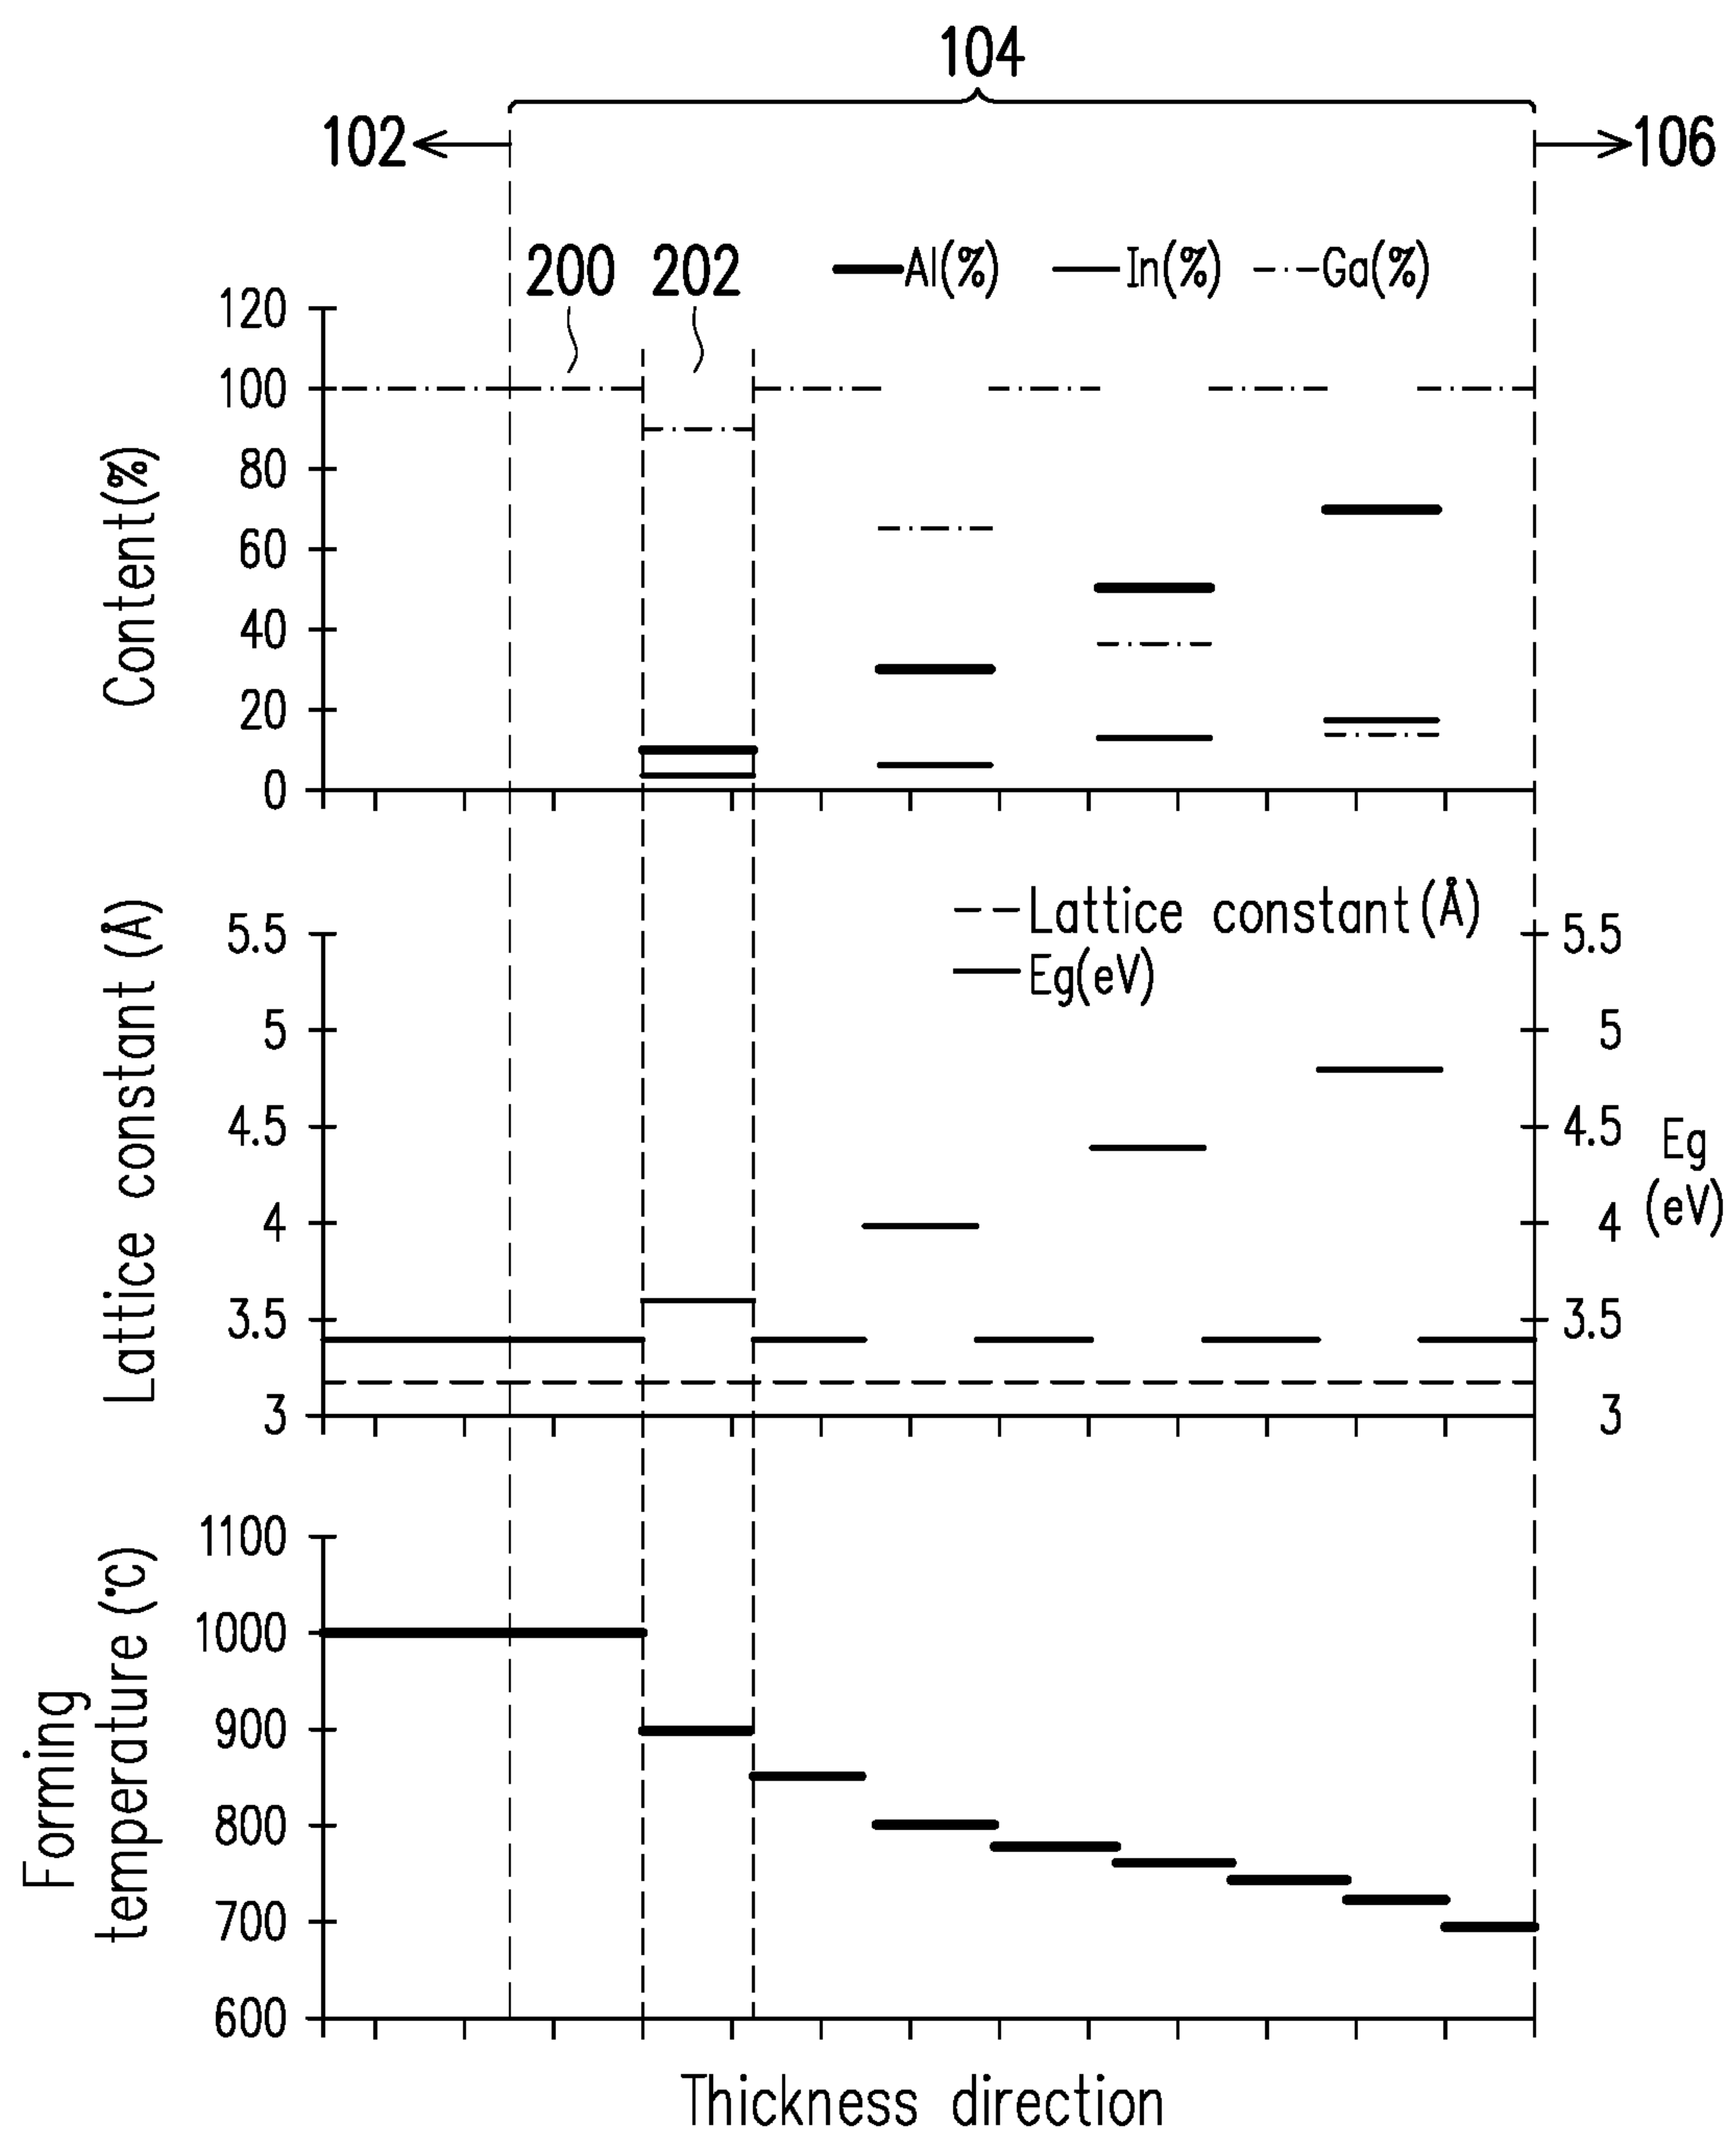 104
102
106
200 202 Al(%) In(%) Ga(%)
120
100
80
60
40
20
0
Content(%)
Lattice constant(Å)
Eg(eV)
5.5
5
4.5
4
3.5
3
Lattice constant (Å)
5.5
5
4.5
4
3.5
3
Eg
(eV)
1100
1000
900
800
700
600
Forming
temperature (°C)
Thickness direction